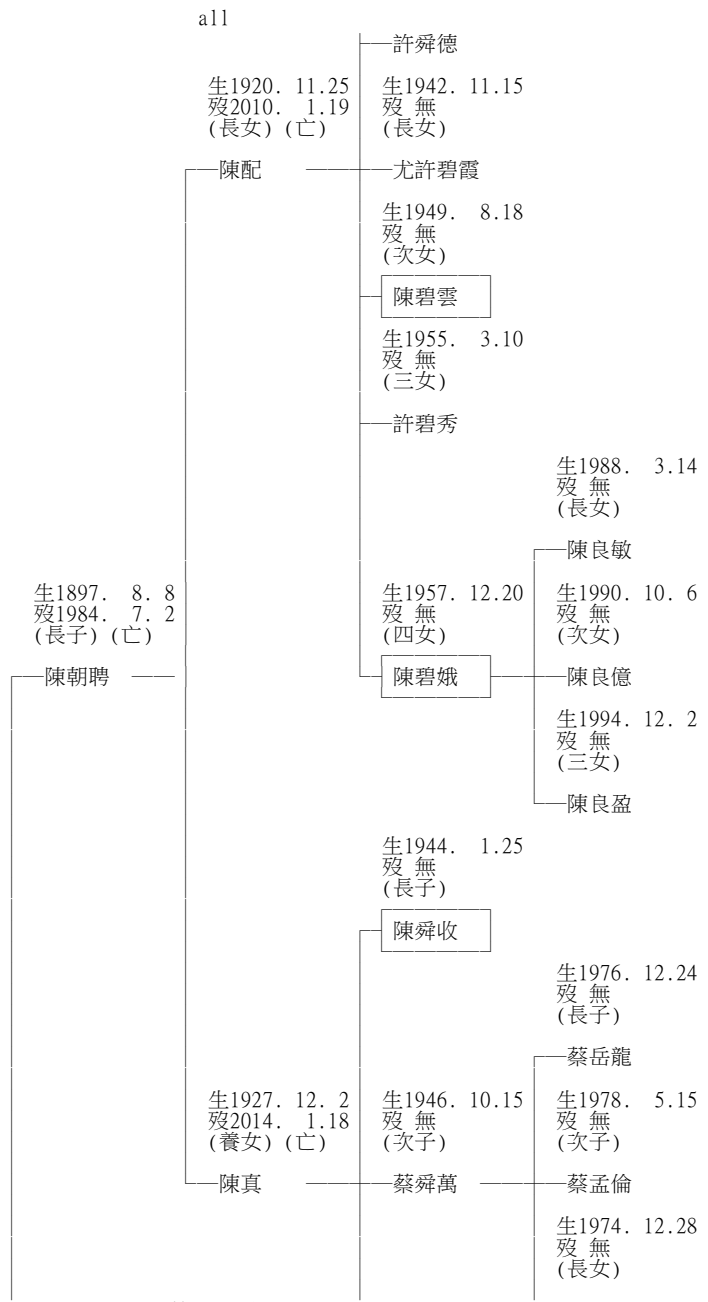 all
許舜德
生1920. 11.25 生1942. 11.15
歿2010. 1.19 歿 無
(長女)(亡) (長女)
陳配 尤許碧霞
生1949. 8.18
歿 無
(次女)
陳碧雲
生1955. 3.10
歿 無
(三女)
許碧秀
生1988. 3.14
歿 無
(長女)
陳良敏
生1897. 8. 8 生1957. 12.20 生1990. 10. 6
歿1984. 7. 2 歿 無 歿 無
(長子)(亡) (四女) (次女)
陳朝聘 陳碧娥 陳良億
生1994. 12. 2
歿 無
(三女)
陳良盈
生1944. 1.25
歿 無
(長子)
陳舜收
生1976. 12.24
歿 無
(長子)
蔡岳龍
生1927. 12. 2 生1946. 10.15 生1978. 5.15
歿2014. 1.18 歿 無 歿 無
(養女)(亡) (次子) (次子)
陳真 蔡舜萬 蔡孟倫
生1974. 12.28
歿 無
(長女)